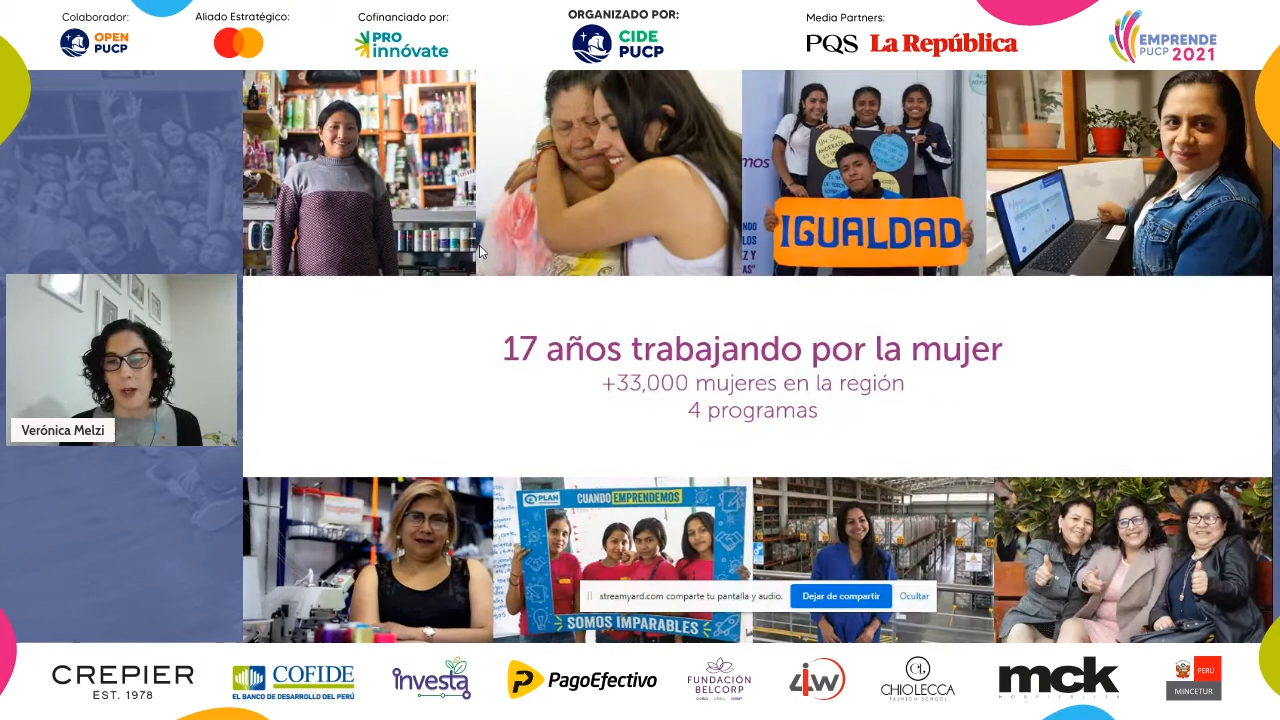 Colaborador:
OPEN
PUCP
Aliado Estratégico:
Cofinanciado por:
PRO
innóvate
ORGANIZADO POR:
CIDE
PUCP
Media Partners:
PQS La República
EMPRENDE
PUCP 2021
IGUALDAD
Verónica Melzi
17 años trabajando por la mujer
+33,000 mujeres en la región
4 programas
PLAN
CUANDO EMPRENDEMOS
streamyard.com comparte tu pantalla y audio.
Dejar de compartir
Ocultar
SOMOS IMPARABLES
CREPIER
EST. 1978
COFIDE
EL BANCO DE DESARROLLO DEL PERÚ
investa
PagoEfectivo
FUNDACIÓN
BELCORP
4iw
CHIOLECCA
FASHION SCHOOL
mck
HOSPITALITY
PERÚ
MINCETUR